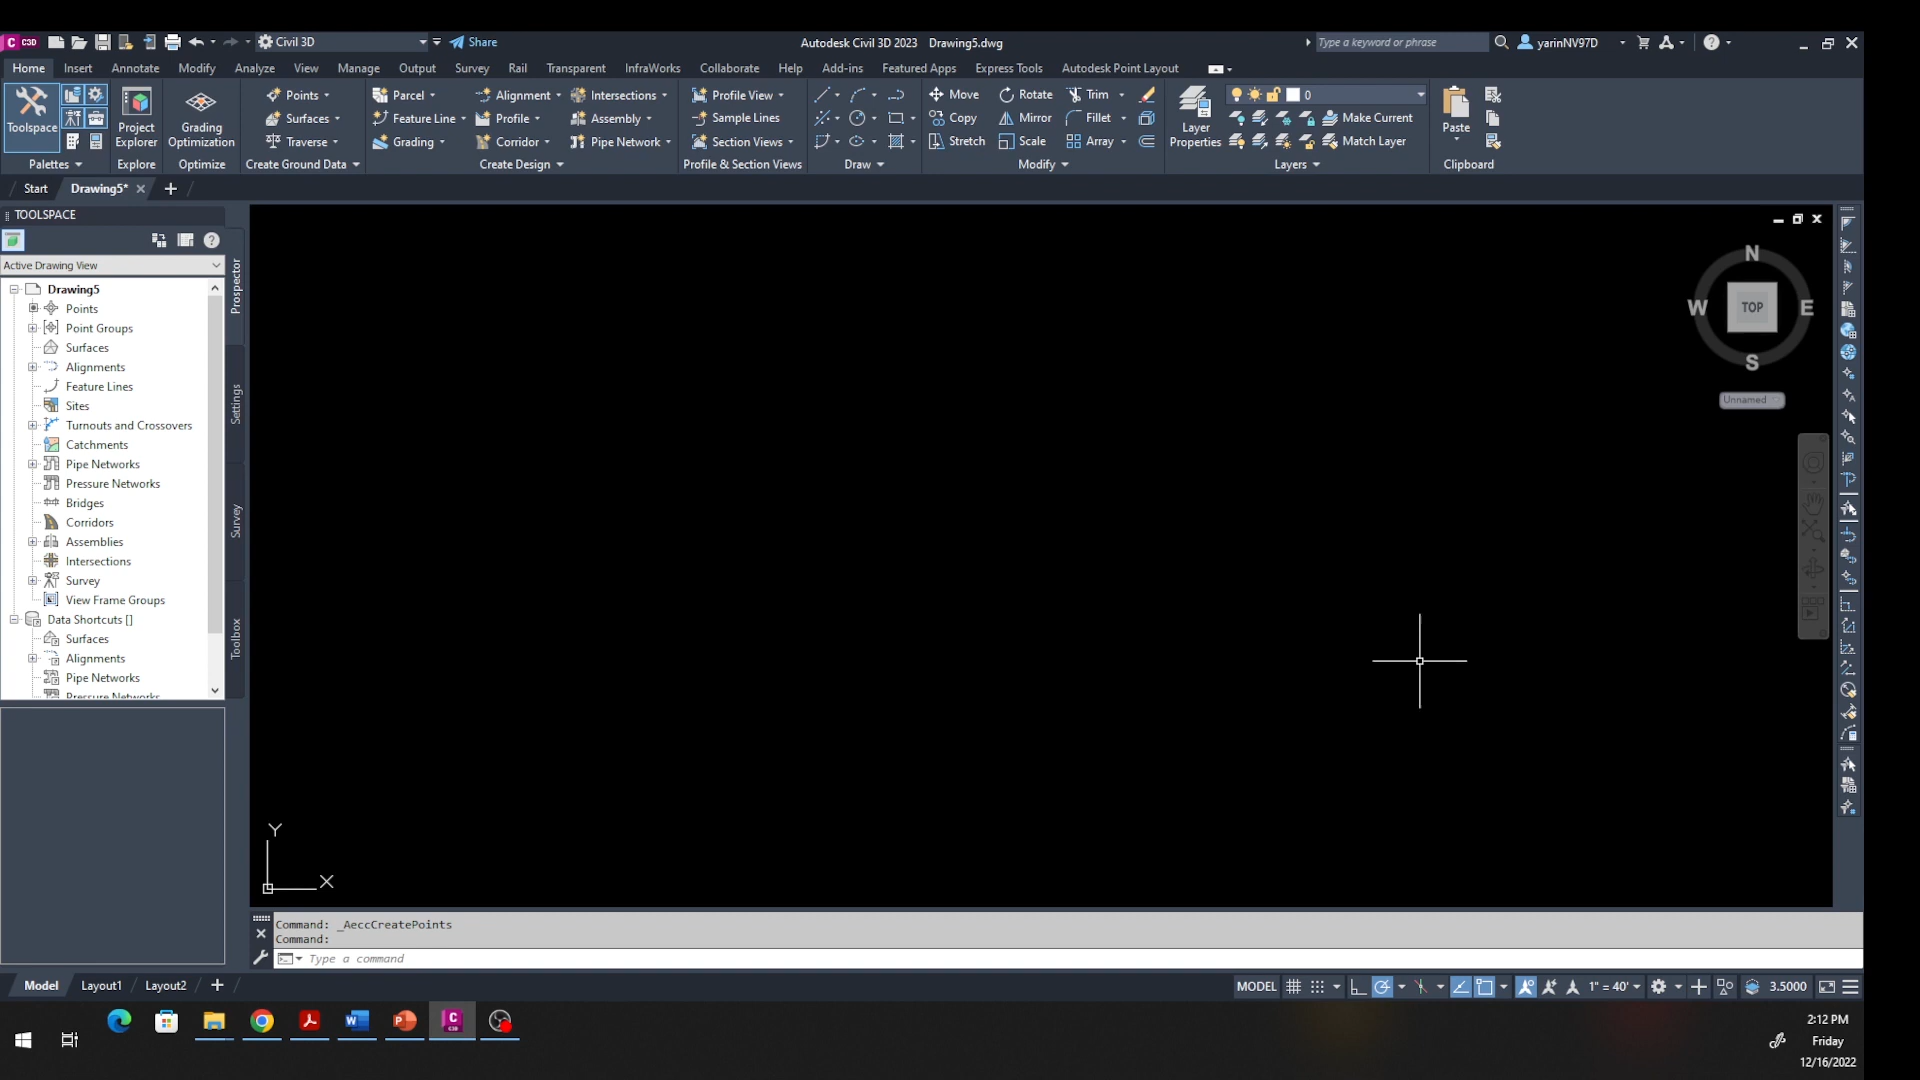 C3D Civil 3D Share Autodesk Civil 3D 2023 Drawing5.dwg Type a keyword or phrase yarinNV97D
Home Insert Annotate Modify Analyze View Manage Output Survey Rail Transparent InfraWorks Collaborate Help Add-ins Featured Apps Express Tools Autodesk Point Layout
Points Parcel Alignment Intersections Profile View Move Rotate Trim 0
Surfaces Feature Line Profile Assembly Sample Lines Copy Mirror Fillet Make Current
Toolspace Project Explorer Grading Optimization Layer Properties Paste
Traverse Grading Corridor Pipe Network Section Views Stretch Scale Array Match Layer
Palettes Explore Optimize Create Ground Data Create Design Profile & Section Views Draw Modify Layers Clipboard
Start Drawing5* +
TOOLSPACE
Active Drawing View
Drawing5
Points
Point Groups
Surfaces
Alignments
Feature Lines
Sites
Turnouts and Crossovers
Catchments
Pipe Networks
Pressure Networks
Bridges
Corridors
Assemblies
Intersections
Survey
View Frame Groups
Data Shortcuts []
Surfaces
Alignments
Pipe Networks
Pressure Networks
Prospector
Settings
Survey
Toolbox
N
W TOP E
S
Unnamed
Y
X
Command: _AeccCreatePoints
Command:
Type a command
Model Layout1 Layout2 + MODEL 1" = 40' 3.5000
2:12 PM
Friday
12/16/2022